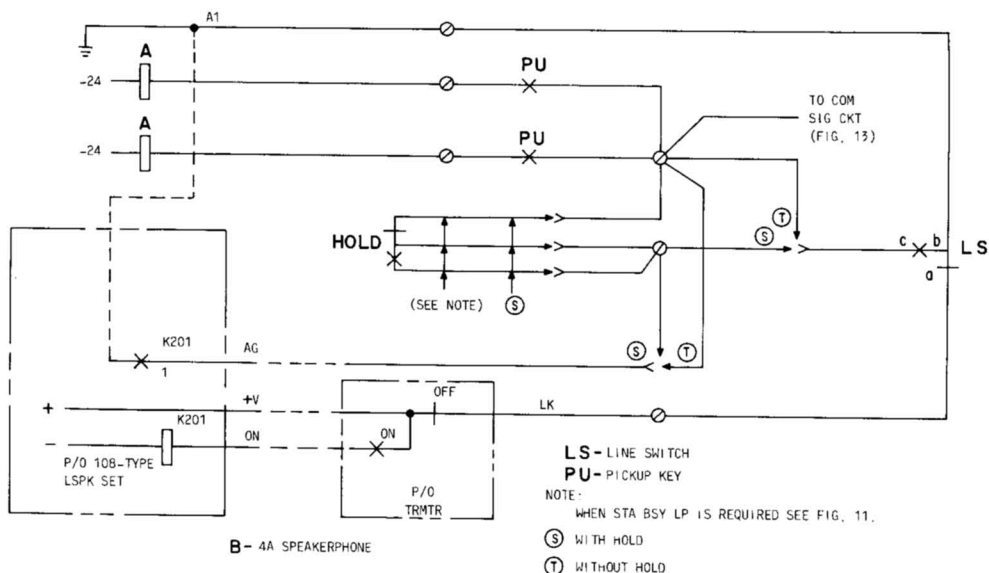 A1
A
-24
PU
TO COM
SIG CKT
(FIG. 13)
A
-24
PU
T
S
HOLD
c
b
LS
a
(SEE NOTE)
S
K201
AG
1
S
T
OFF
+
K201
+V
LK
-
ON
ON
P/O 108-TYPE
LSPK SET
P/O
TRMTR
LS-LINE SWITCH
PU-PICKUP KEY
NOTE:
WHEN STA BSY LP IS REQUIRED SEE FIG. 11.
B- 4A SPEAKERPHONE
S WITH HOLD
T WITHOUT HOLD